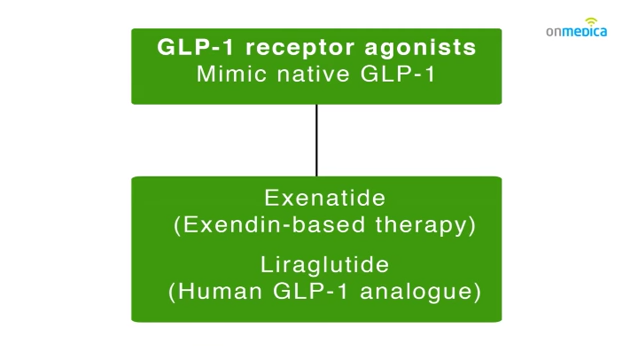 onmedica
GLP-1 receptor agonists
Mimic native GLP-1
Exenatide
(Exendin-based therapy)
Liraglutide
(Human GLP-1 analogue)